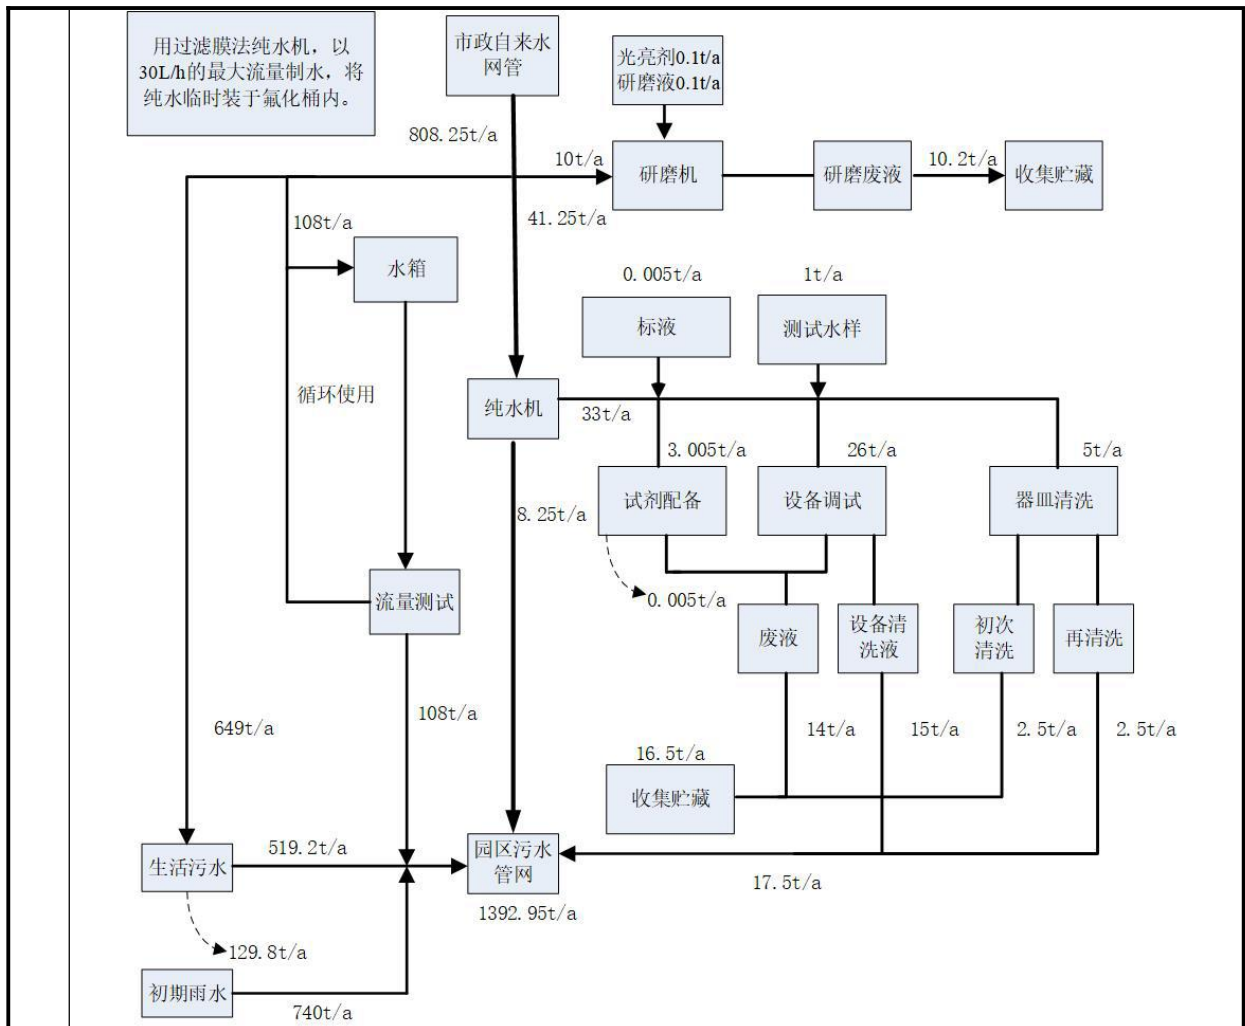 用过滤膜法纯水机，以
30L/h的最大流量制水，将
纯水临时装于氟化桶内。
市政自来水
网管
光亮剂0.1t/a
研磨液0.1t/a
808.25t/a
10t/a
研磨机
研磨废液
10.2t/a
收集贮藏
108t/a
41.25t/a
水箱
0.005t/a
1t/a
标液
测试水样
循环使用
纯水机
33t/a
3.005t/a
26t/a
5t/a
试剂配备
设备调试
器皿清洗
8.25t/a
流量测试
0.005t/a
废液
设备清
洗液
初次
清洗
再清洗
649t/a
108t/a
14t/a
15t/a
2.5t/a
2.5t/a
16.5t/a
收集贮藏
生活污水
519.2t/a
园区污水
管网
17.5t/a
1392.95t/a
129.8t/a
初期雨水
740t/a